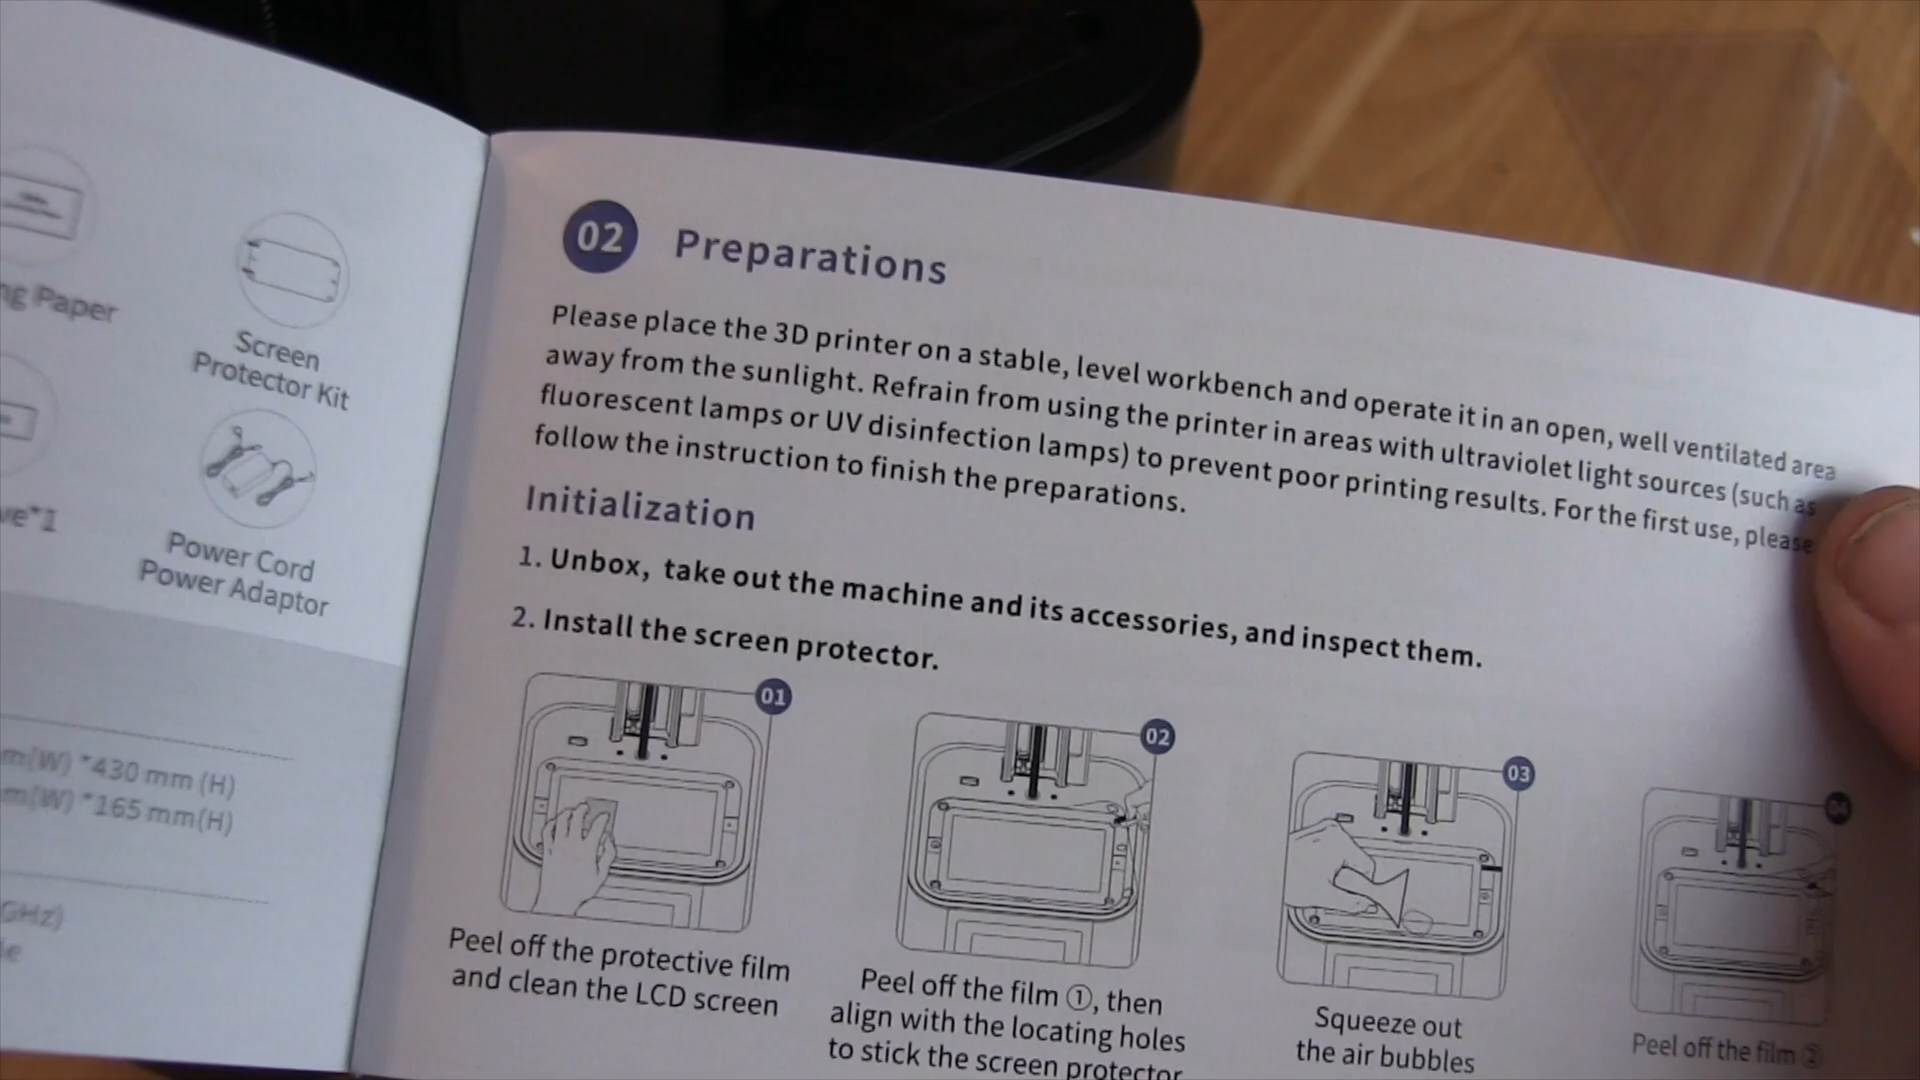 ng Paper
Screen
Protector Kit
ve*1
Power Cord
Power Adaptor
m(W) *430 mm (H)
m(W) *165 mm(H)
GHz)
02 Preparations
Please place the 3D printer on a stable, level workbench and operate it in an open, well ventilated area
away from the sunlight. Refrain from using the printer in areas with ultraviolet light sources (such as
fluorescent lamps or UV disinfection lamps) to prevent poor printing results. For the first use, please
follow the instruction to finish the preparations.
Initialization
1. Unbox, take out the machine and its accessories, and inspect them.
2. Install the screen protector.
01
Peel off the protective film
and clean the LCD screen
02
Peel off the film ①, then
align with the locating holes
to stick the screen protector
03
Squeeze out
the air bubbles
04
Peel off the film ②